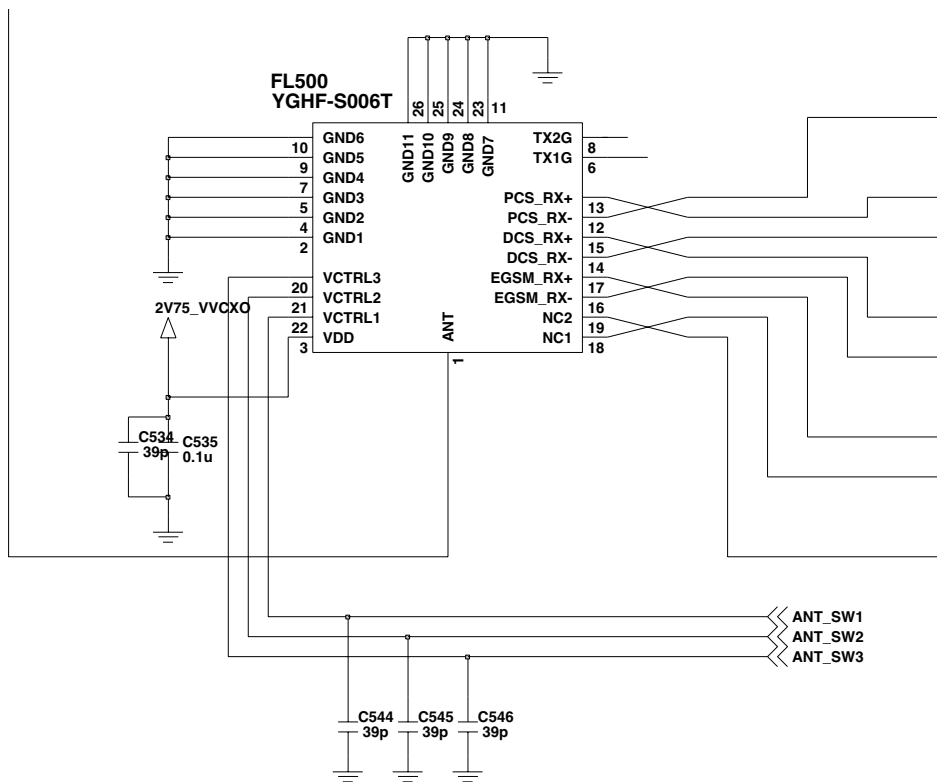 FL500
YGHF-S006T
26
25
24
23
11
GND11
GND10
GND9
GND8
GND7
GND6
10
GND5
9
GND4
7
GND3
5
GND2
4
GND1
2
VCTRL3
20
VCTRL2
21
VCTRL1
22
VDD
3
TX2G
8
TX1G
6
PCS_RX+
13
PCS_RX-
12
DCS_RX+
15
DCS_RX-
14
EGSM_RX+
17
EGSM_RX-
16
NC2
19
NC1
18
ANT
1
2V75_VVCXO
C534
39p
C535
0.1u
ANT_SW1
ANT_SW2
ANT_SW3
C544
39p
C545
39p
C546
39p